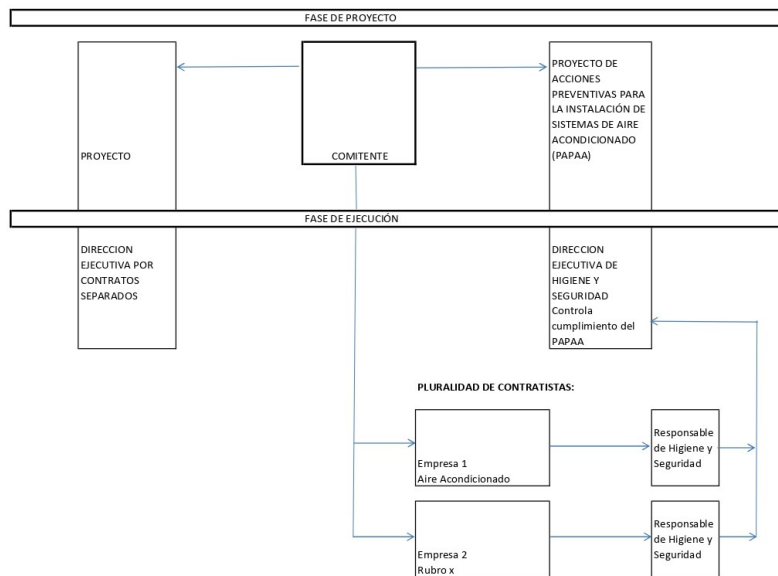 FASE DE PROYECTO
PROYECTO
COMITENTE
PROYECTO DE
ACCIONES
PREVENTIVAS PARA
LA INSTALACIÓN DE
SISTEMAS DE AIRE
ACONDICIONADO
(PAPAA)
FASE DE EJECUCIÓN
DIRECCION
EJECUTIVA POR
CONTRATOS
SEPARADOS
DIRECCION
EJECUTIVA DE
HIGIENE Y
SEGURIDAD
Controla
cumplimiento del
PAPAA
PLURALIDAD DE CONTRATISTAS:
Empresa 1
Aire Acondicionado
Responsable
de Higiene y
Seguridad
Empresa 2
Rubro x
Responsable
de Higiene y
Seguridad